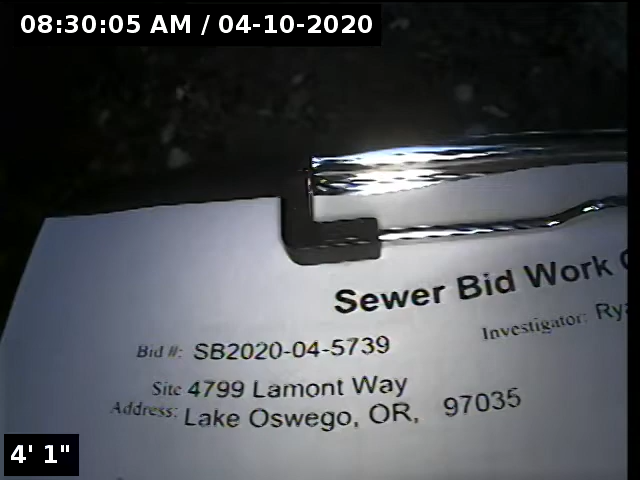 08:30:05 AM / 04-10-2020
Sewer Bid Work
Investigator:
Bid #: SB2020-04-5739
Site 4799 Lamont Way
Address: Lake Oswego, OR, 97035
4' 1"